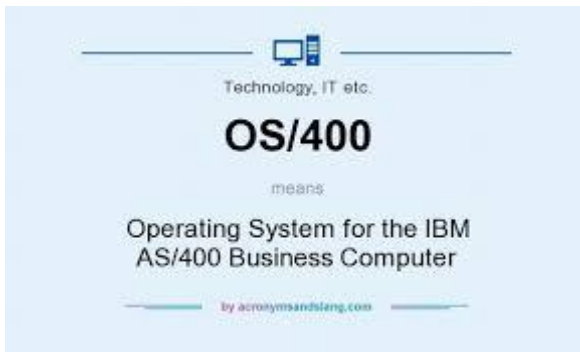 Technology, IT etc.
OS/400
means
Operating System for the IBM
AS/400 Business Computer
by acronymsandslang.com